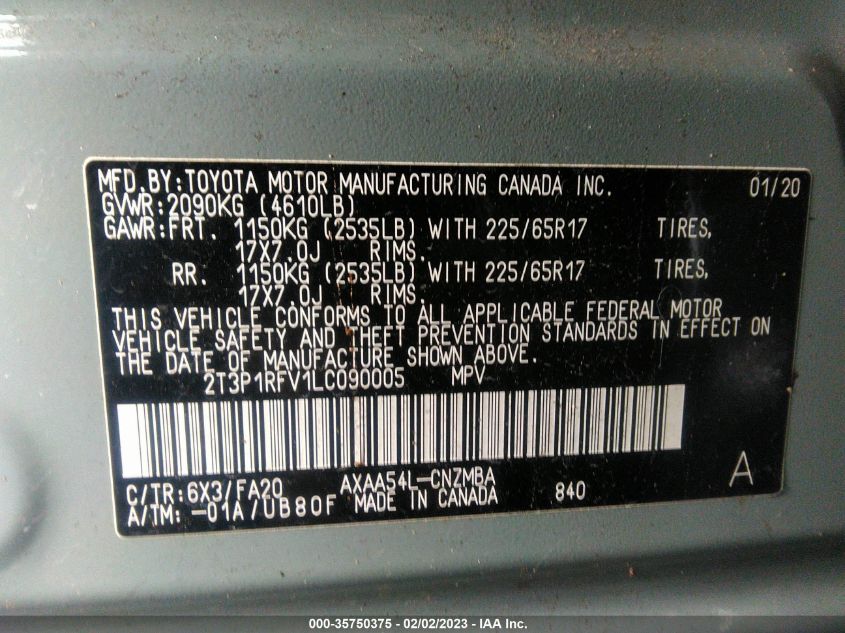 MFD.BY:TOYOTA MOTOR MANUFACTURING CANADA INC. 01/20
GVWR:2090KG (4610LB)
GAWR:FRT. 1150KG (2535LB) WITH 225/65R17 TIRES,
17X7.0J RIMS.
RR. 1150KG (2535LB) WITH 225/65R17 TIRES,
17X7.0J RIMS.
THIS VEHICLE CONFORMS TO ALL APPLICABLE FEDERAL MOTOR
VEHICLE SAFETY AND THEFT PREVENTION STANDARDS IN EFFECT ON
THE DATE OF MANUFACTURE SHOWN ABOVE.
2T3P1RFV1LC090005 MPV
C/TR:6X3/FA20 AXAA54L-CNZMBA A
A/TM:-01A/UB80F MADE IN CANADA 840
000-35750375 - 02/02/2023 - IAA Inc.